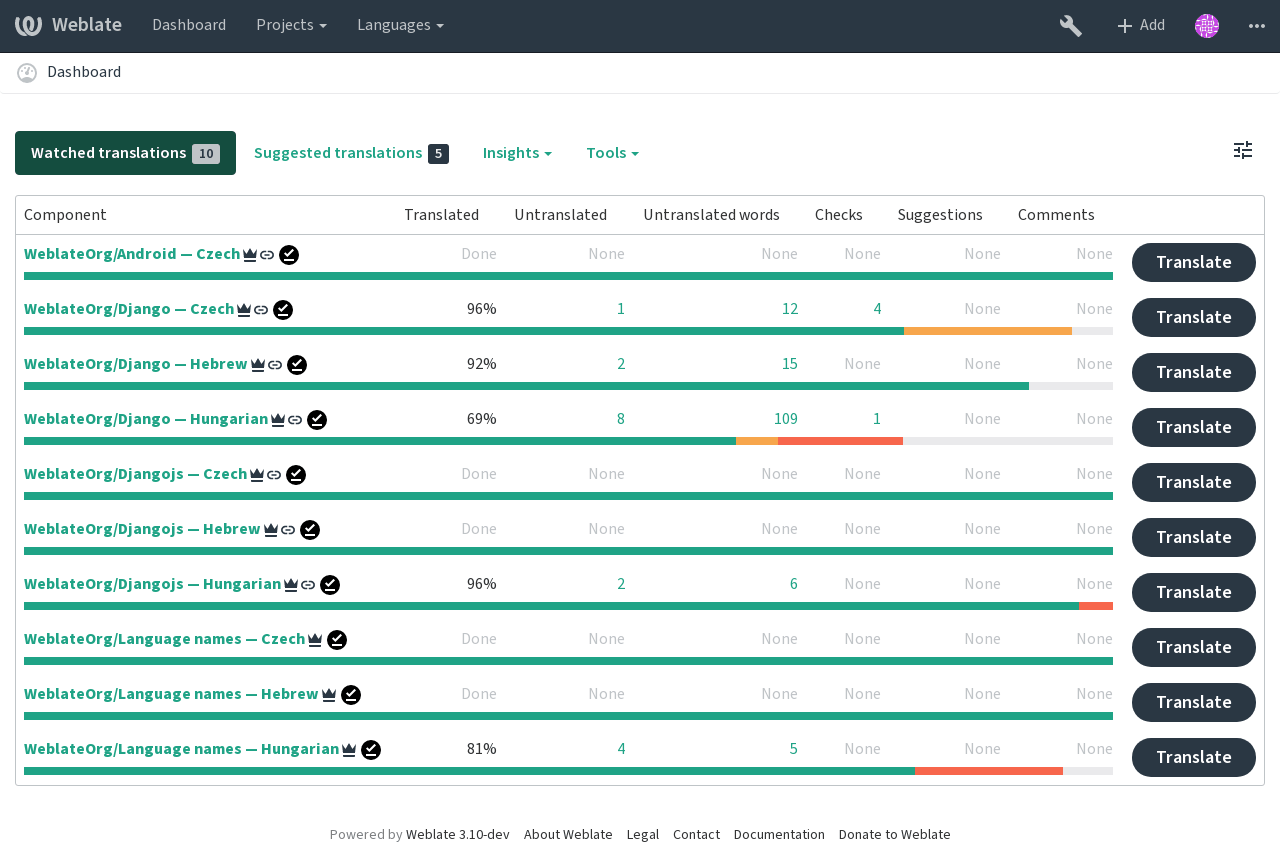 Weblate Dashboard Projects Languages Add
Dashboard
Watched translations 10 Suggested translations 5 Insights Tools
Component Translated Untranslated Untranslated words Checks Suggestions Comments
WeblateOrg/Android — Czech Done None None None None None Translate
WeblateOrg/Django — Czech 96% 1 12 4 None None Translate
WeblateOrg/Django — Hebrew 92% 2 15 None None None Translate
WeblateOrg/Django — Hungarian 69% 8 109 1 None None Translate
WeblateOrg/Djangojs — Czech Done None None None None None Translate
WeblateOrg/Djangojs — Hebrew Done None None None None None Translate
WeblateOrg/Djangojs — Hungarian 96% 2 6 None None None Translate
WeblateOrg/Language names — Czech Done None None None None None Translate
WeblateOrg/Language names — Hebrew Done None None None None None Translate
WeblateOrg/Language names — Hungarian 81% 4 5 None None None Translate
Powered by Weblate 3.10-dev About Weblate Legal Contact Documentation Donate to Weblate